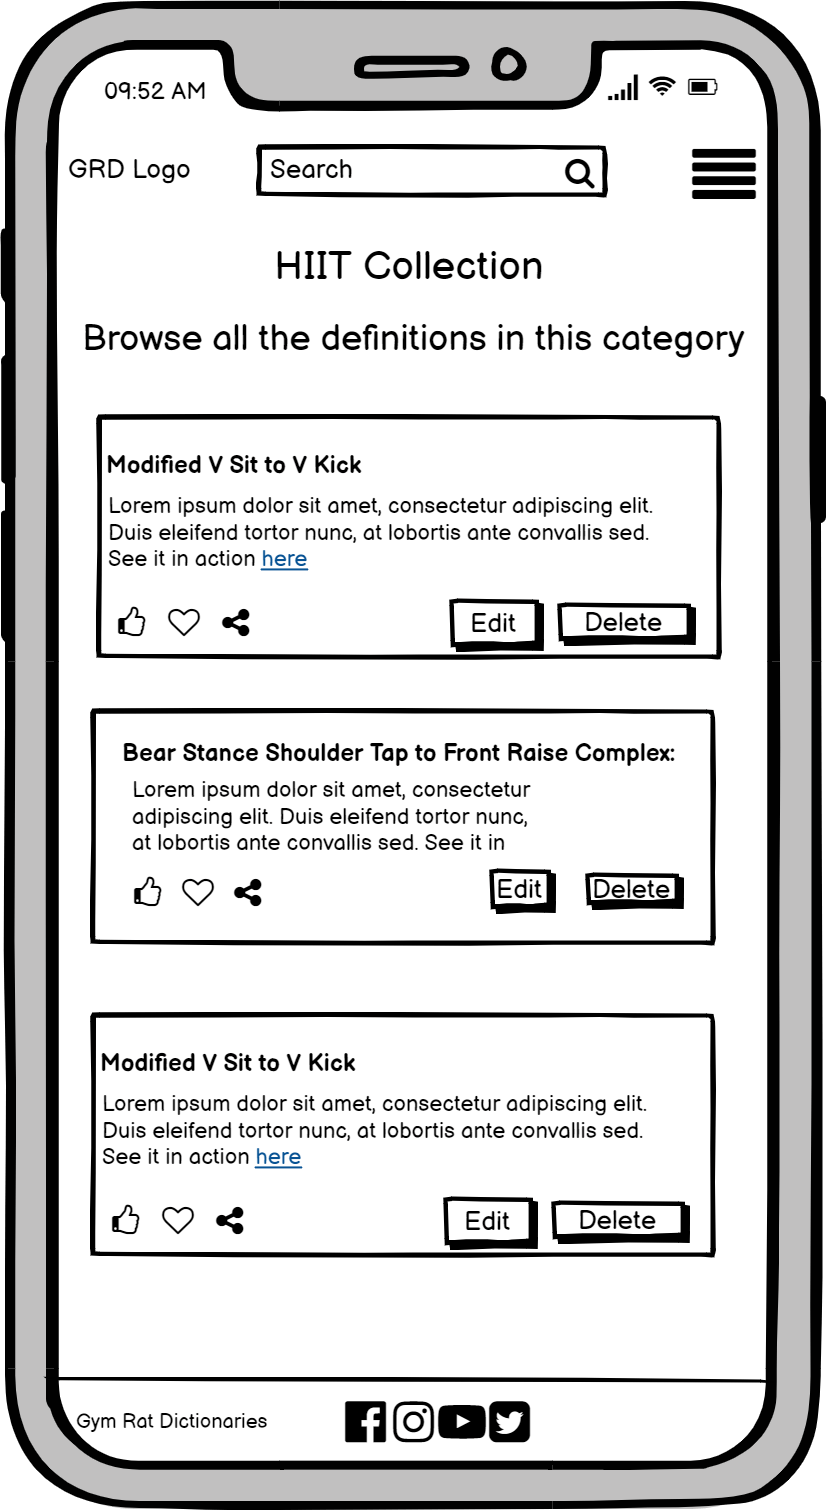 09:52 AM
GRD Logo
Search
HIIT Collection
Browse all the definitions in this category
Modified V Sit to V Kick
Lorem ipsum dolor sit amet, consectetur adipiscing elit.
Duis eleifend tortor nunc, at lobortis ante convallis sed.
See it in action here
Edit
Delete
Bear Stance Shoulder Tap to Front Raise Complex:
Lorem ipsum dolor sit amet, consectetur
adipiscing elit. Duis eleifend tortor nunc,
at lobortis ante convallis sed. See it in
Edit
Delete
Modified V Sit to V Kick
Lorem ipsum dolor sit amet, consectetur adipiscing elit.
Duis eleifend tortor nunc, at lobortis ante convallis sed.
See it in action here
Edit
Delete
Gym Rat Dictionaries